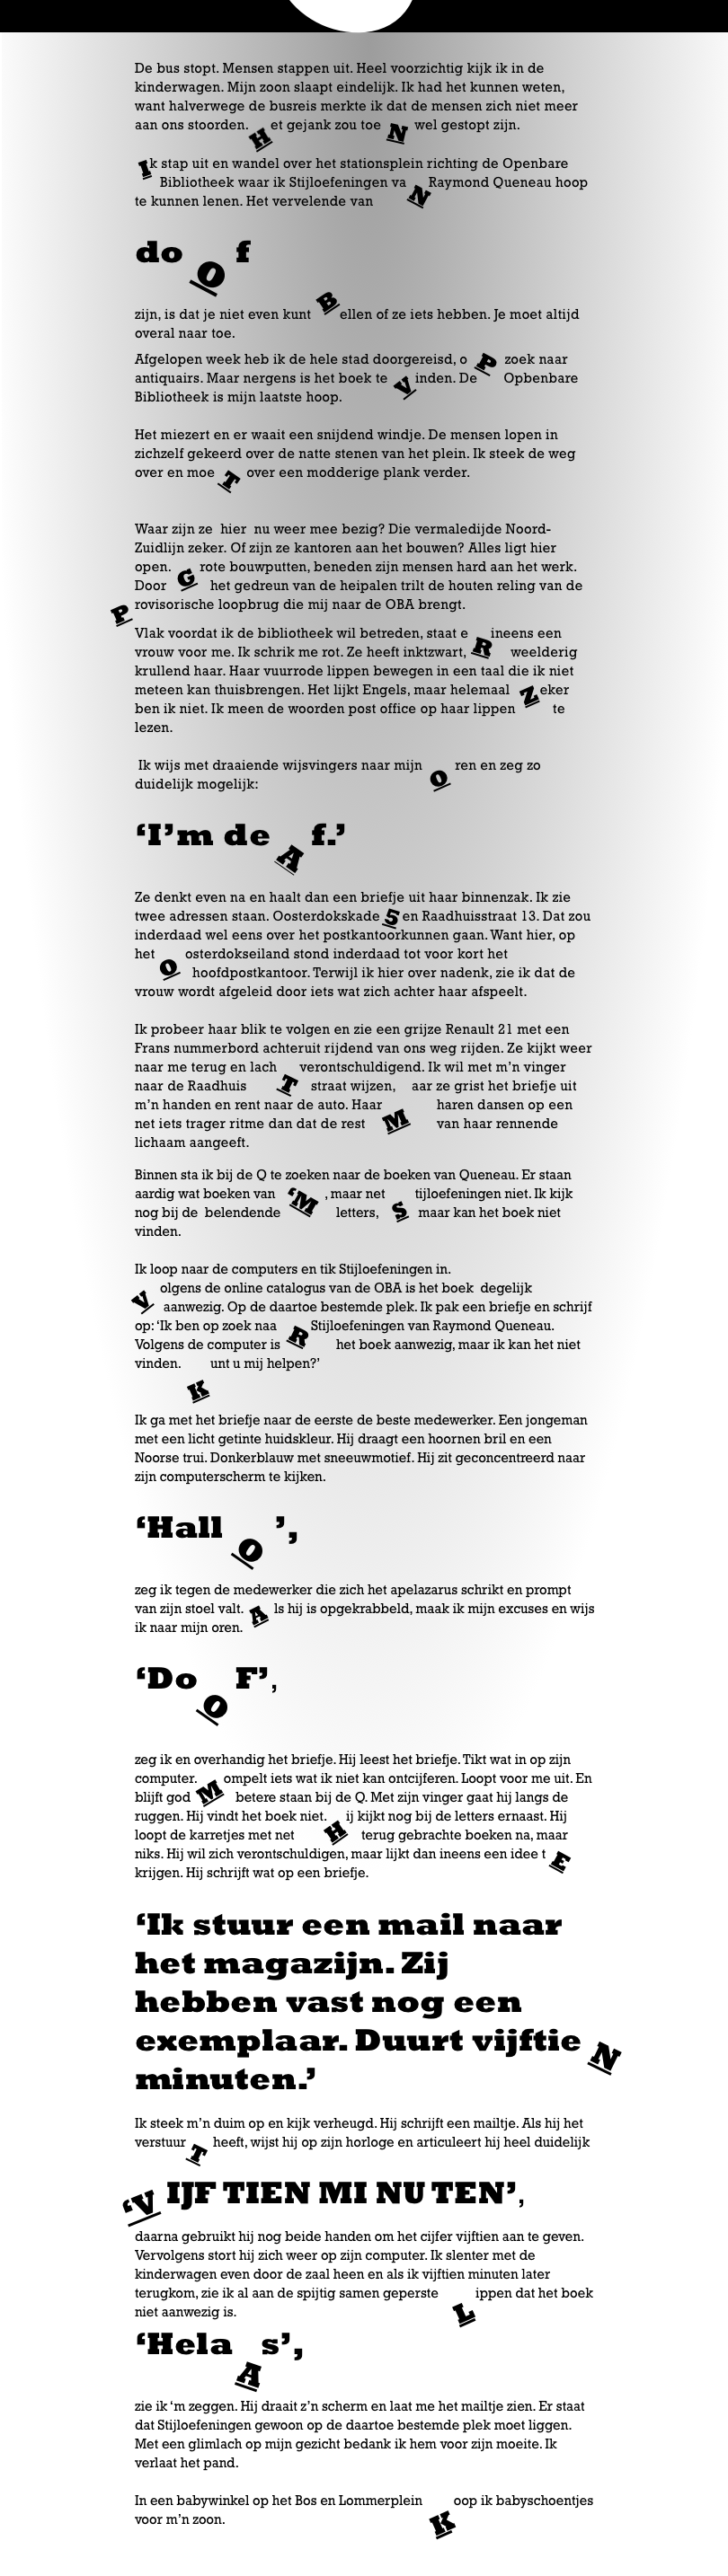 De bus stopt. Mensen stappen uit. Heel voorzichtig kijk ik in de
kinderwagen. Mijn zoon slaapt eindelijk. Ik had het kunnen weten,
want halverwege de busreis merkte ik dat de mensen zich niet meer
aan ons stoorden. Het gejank zou toe N wel gestopt zijn.
Ik stap uit en wandel over het stationsplein richting de Openbare
Bibliotheek waar ik Stijloefeningen vaN Raymond Queneau hoop
te kunnen lenen. Het vervelende van
doOf
zijn, is dat je niet even kunt Bellen of ze iets hebben. Je moet altijd
overal naar toe.
Afgelopen week heb ik de hele stad doorgereisd, oP zoek naar
antiquairs. Maar nergens is het boek te Vinden. De Opbenbare
Bibliotheek is mijn laatste hoop.
Het miezert en er waait een snijdend windje. De mensen lopen in
zichzelf gekeerd over de natte stenen van het plein. Ik steek de weg
over en moeT over een modderige plank verder.
Waar zijn ze hier nu weer mee bezig? Die vermaledijde Noord-
Zuidlijn zeker. Of zijn ze kantoren aan het bouwen? Alles ligt hier
open. Grote bouwputten, beneden zijn mensen hard aan het werk.
Door het gedreun van de heipalen trilt de houten reling van de
Provisorische loopbrug die mij naar de OBA brengt.
Vlak voordat ik de bibliotheek wil betreden, staat eRineens een
vrouw voor me. Ik schrik me rot. Ze heeft inktzwart, weelderig
krullend haar. Haar vuurrode lippen bewegen in een taal die ik niet
meteen kan thuisbrengen. Het lijkt Engels, maar helemaal Zeker
ben ik niet. Ik meen de woorden post office op haar lippen te
lezen.
Ik wijs met draaiende wijsvingers naar mijn Oren en zeg zo
duidelijk mogelijk:
‘I’m deAf.’
Ze denkt even na en haalt dan een briefje uit haar binnenzak. Ik zie
twee adressen staan. Oosterdokskade 5 en Raadhuisstraat 13. Dat zou
inderdaad wel eens over het postkantoorkunnen gaan. Want hier, op
het Oosterdokseiland stond inderdaad tot voor kort het
hoofdpostkantoor. Terwijl ik hier over nadenk, zie ik dat de
vrouw wordt afgeleid door iets wat zich achter haar afspeelt.
Ik probeer haar blik te volgen en zie een grijze Renault 21 met een
Frans nummerbord achteruit rijdend van ons weg rijden. Ze kijkt weer
naar me terug en lachT verontschuldigend. Ik wil met m’n vinger
naar de Raadhuis straat wijzen, Maar ze grist het briefje uit
m’n handen en rent naar de auto. Haar haren dansen op een
net iets trager ritme dan dat de rest van haar rennende
lichaam aangeeft.
Binnen sta ik bij de Q te zoeken naar de boeken van Queneau. Er staan
aardig wat boeken van ‘M , maar net Stijloefeningen niet. Ik kijk
nog bij de belendende letters, maar kan het boek niet
vinden.
Ik loop naar de computers en tik Stijloefeningen in.
Volgens de online catalogus van de OBA is het boek degelijk
aanwezig. Op de daartoe bestemde plek. Ik pak een briefje en schrijf
op: ‘Ik ben op zoek naaR Stijloefeningen van Raymond Queneau.
Volgens de computer is het boek aanwezig, maar ik kan het niet
vinden. Kunt u mij helpen?’
Ik ga met het briefje naar de eerste de beste medewerker. Een jongeman
met een licht getinte huidskleur. Hij draagt een hoornen bril en een
Noorse trui. Donkerblauw met sneeuwmotief. Hij zit geconcentreerd naar
zijn computerscherm te kijken.
‘HallO’,
zeg ik tegen de medewerker die zich het apelazarus schrikt en prompt
van zijn stoel valt. Als hij is opgekrabbeld, maak ik mijn excuses en wijs
ik naar mijn oren.
‘DoOF’,
zeg ik en overhandig het briefje. Hij leest het briefje. Tikt wat in op zijn
computer. Mompelt iets wat ik niet kan ontcijferen. Loopt voor me uit. En
blijft god betere staan bij de Q. Met zijn vinger gaat hij langs de
ruggen. Hij vindt het boek niet. Hij kijkt nog bij de letters ernaast. Hij
loopt de karretjes met net terug gebrachte boeken na, maar
niks. Hij wil zich verontschuldigen, maar lijkt dan ineens een idee tE
krijgen. Hij schrijft wat op een briefje.
‘Ik stuur een mail naar
het magazijn. Zij
hebben vast nog een
exemplaar. Duurt vijftieN
minuten.’
Ik steek m’n duim op en kijk verheugd. Hij schrijft een mailtje. Als hij het
verstuurT heeft, wijst hij op zijn horloge en articuleert hij heel duidelijk
‘VIJF TIEN MI NU TEN’,
daarna gebruikt hij nog beide handen om het cijfer vijftien aan te geven.
Vervolgens stort hij zich weer op zijn computer. Ik slenter met de
kinderwagen even door de zaal heen en als ik vijftien minuten later
terugkom, zie ik al aan de spijtig samen geperste Lippen dat het boek
niet aanwezig is.
‘HelaAs’,
zie ik ‘m zeggen. Hij draait z’n scherm en laat me het mailtje zien. Er staat
dat Stijloefeningen gewoon op de daartoe bestemde plek moet liggen.
Met een glimlach op mijn gezicht bedank ik hem voor zijn moeite. Ik
verlaat het pand.
In een babywinkel op het Bos en Lommerplein Koop ik babyschoentjes
voor m’n zoon.